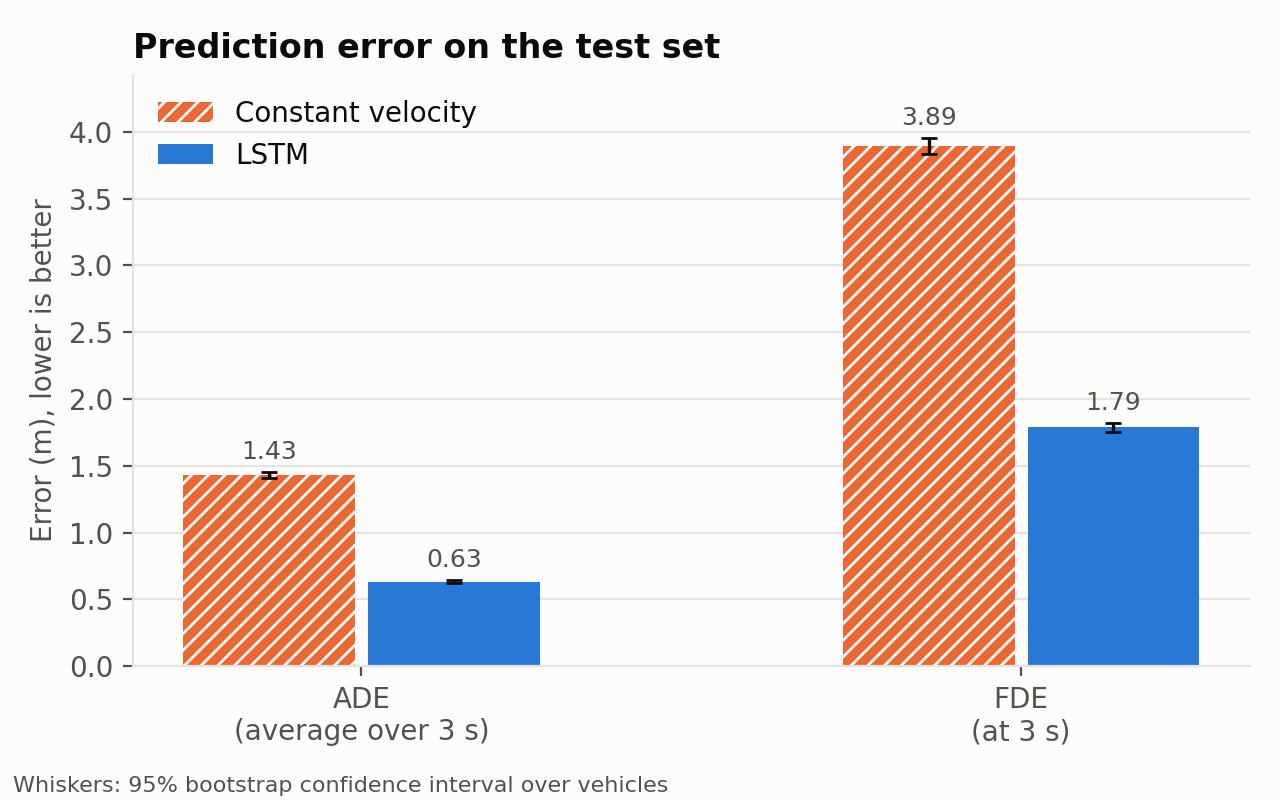 Prediction error on the test set
Constant velocity
LSTM
Error (m), lower is better
4.0
3.5
3.0
2.5
2.0
1.5
1.0
0.5
0.0
1.43
0.63
3.89
1.79
ADE
(average over 3 s)
FDE
(at 3 s)
Whiskers: 95% bootstrap confidence interval over vehicles